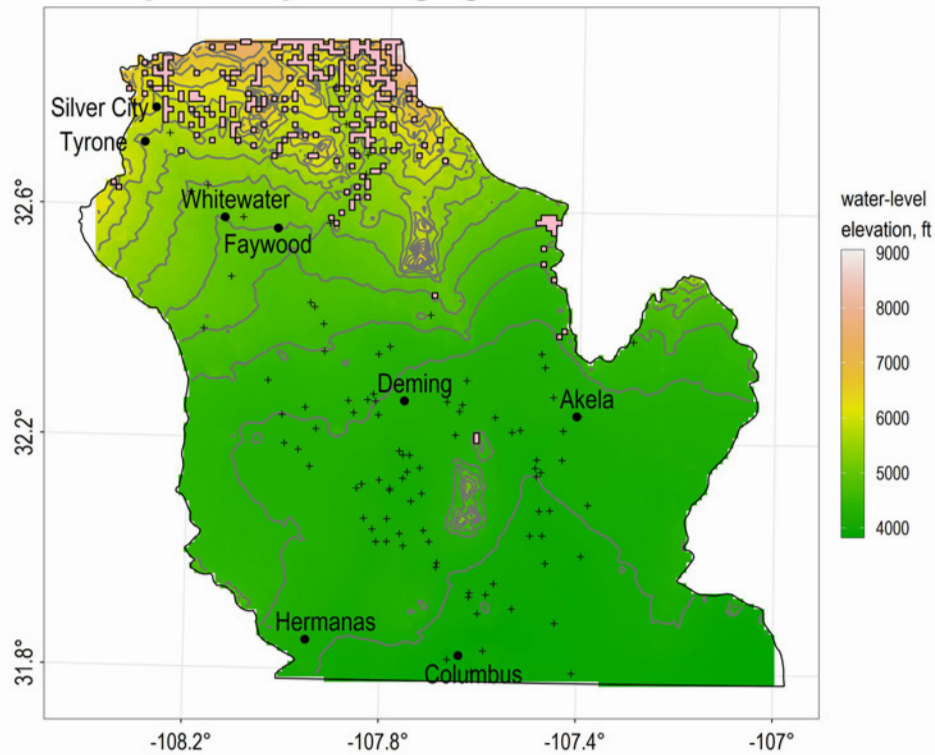 Silver City
Tyrone
32.6°
Whitewater
Faywood
water-level
elevation, ft
9000
8000
7000
6000
5000
4000
Deming
Akela
32.2°
Hermanas
31.8°
Columbus
-108.2°
-107.8°
-107.4°
-107°